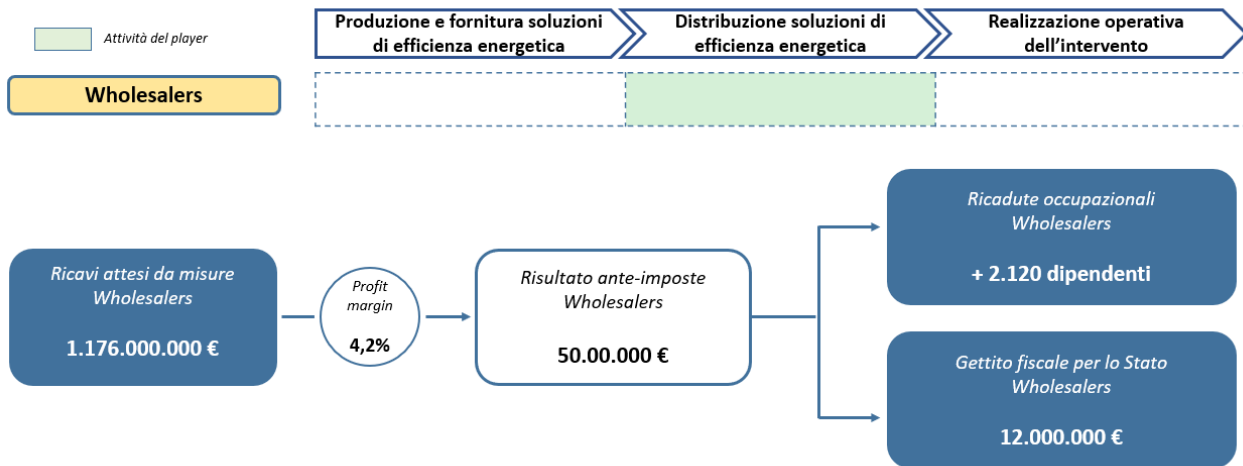 Produzione e fornitura soluzioni
di efficienza energetica
Distribuzione soluzioni di
efficienza energetica
Realizzazione operativa
dell'intervento
Attività del player
Wholesalers
Ricavi attesi da misure
Wholesalers
1.176.000.000 €
Profit
margin
4,2%
Risultato ante-imposte
Wholesalers
50.00.000 €
Ricadute occupazionali
Wholesalers
+ 2.120 dipendenti
Gettito fiscale per lo Stato
Wholesalers
12.000.000 €